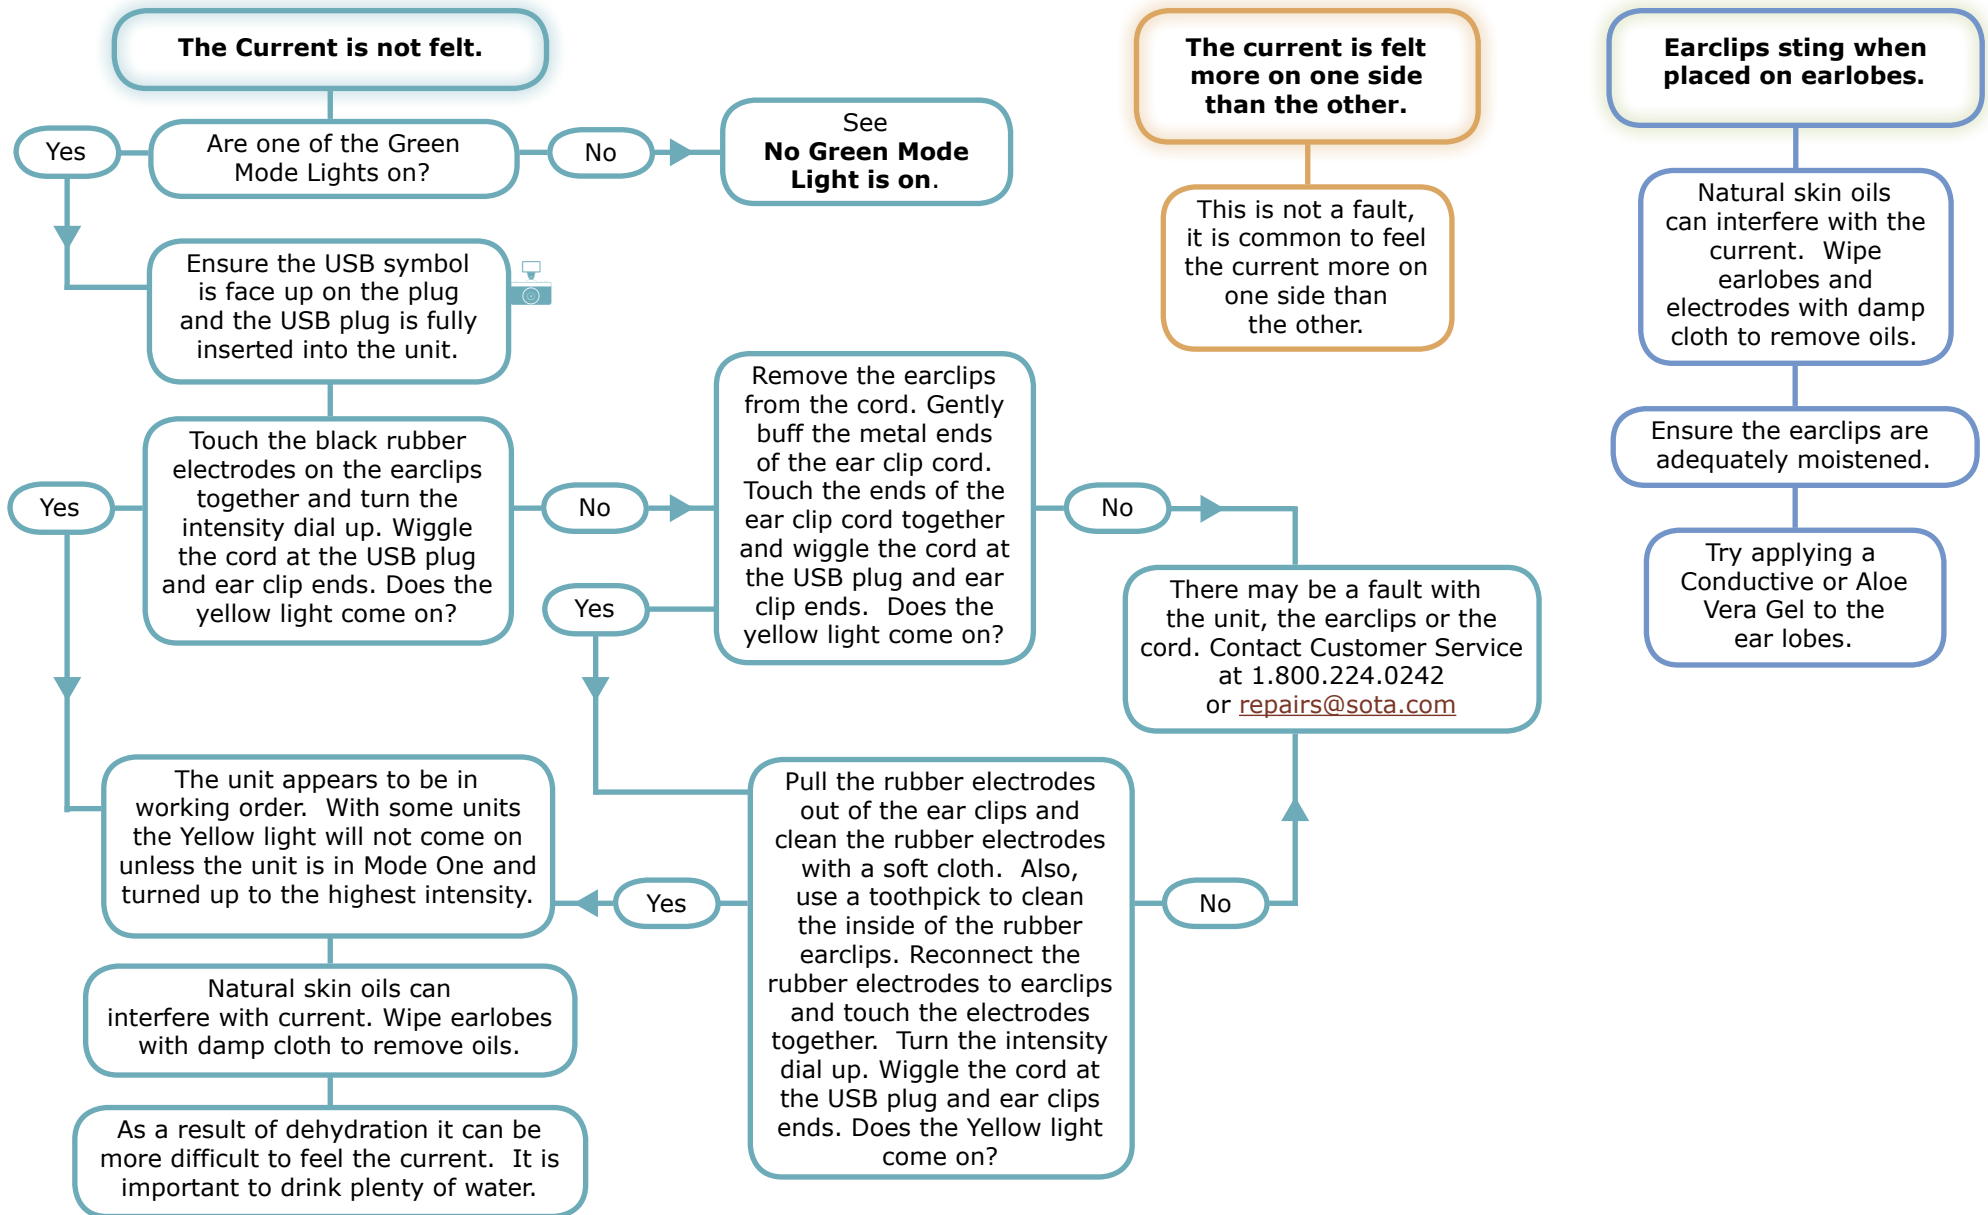 The Current is not felt.
Are one of the Green
Mode Lights on?
Yes
No
See
No Green Mode
Light is on.
Ensure the USB symbol
is face up on the plug
and the USB plug is fully
inserted into the unit.
Touch the black rubber
electrodes on the earclips
together and turn the
intensity dial up. Wiggle
the cord at the USB plug
and ear clip ends. Does the
yellow light come on?
Yes
No
Remove the earclips
from the cord. Gently
buff the metal ends
of the ear clip cord.
Touch the ends of the
ear clip cord together
and wiggle the cord at
the USB plug and ear
clip ends. Does the
yellow light come on?
No
Yes
There may be a fault with
the unit, the earclips or the
cord. Contact Customer Service
at 1.800.224.0242
or repairs@sota.com
The unit appears to be in
working order. With some units
the Yellow light will not come on
unless the unit is in Mode One and
turned up to the highest intensity.
Yes
Pull the rubber electrodes
out of the ear clips and
clean the rubber electrodes
with a soft cloth. Also,
use a toothpick to clean
the inside of the rubber
earclips. Reconnect the
rubber electrodes to earclips
and touch the electrodes
together. Turn the intensity
dial up. Wiggle the cord at
the USB plug and ear clips
ends. Does the Yellow light
come on?
No
Natural skin oils can
interfere with current. Wipe earlobes
with damp cloth to remove oils.
As a result of dehydration it can be
more difficult to feel the current. It is
important to drink plenty of water.
The current is felt
more on one side
than the other.
This is not a fault,
it is common to feel
the current more on
one side than
the other.
Earclips sting when
placed on earlobes.
Natural skin oils
can interfere with the
current. Wipe
earlobes and
electrodes with damp
cloth to remove oils.
Ensure the earclips are
adequately moistened.
Try applying a
Conductive or Aloe
Vera Gel to the
ear lobes.